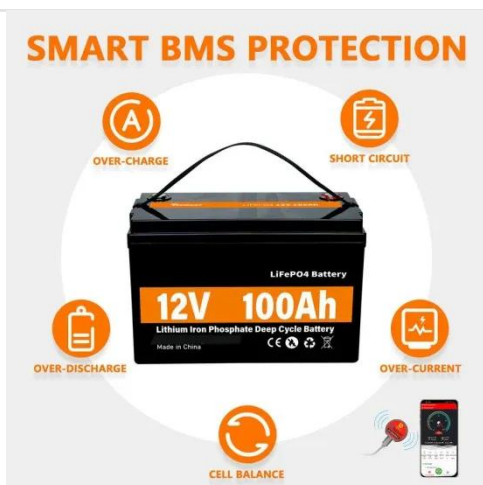 SMART BMS PROTECTION
OVER-CHARGE
SHORT CIRCUIT
LiFePO4 Battery
12V 100Ah
Lithium Iron Phosphate Deep Cycle Battery
Made in China
CE
OVER-DISCHARGE
OVER-CURRENT
CELL BALANCE